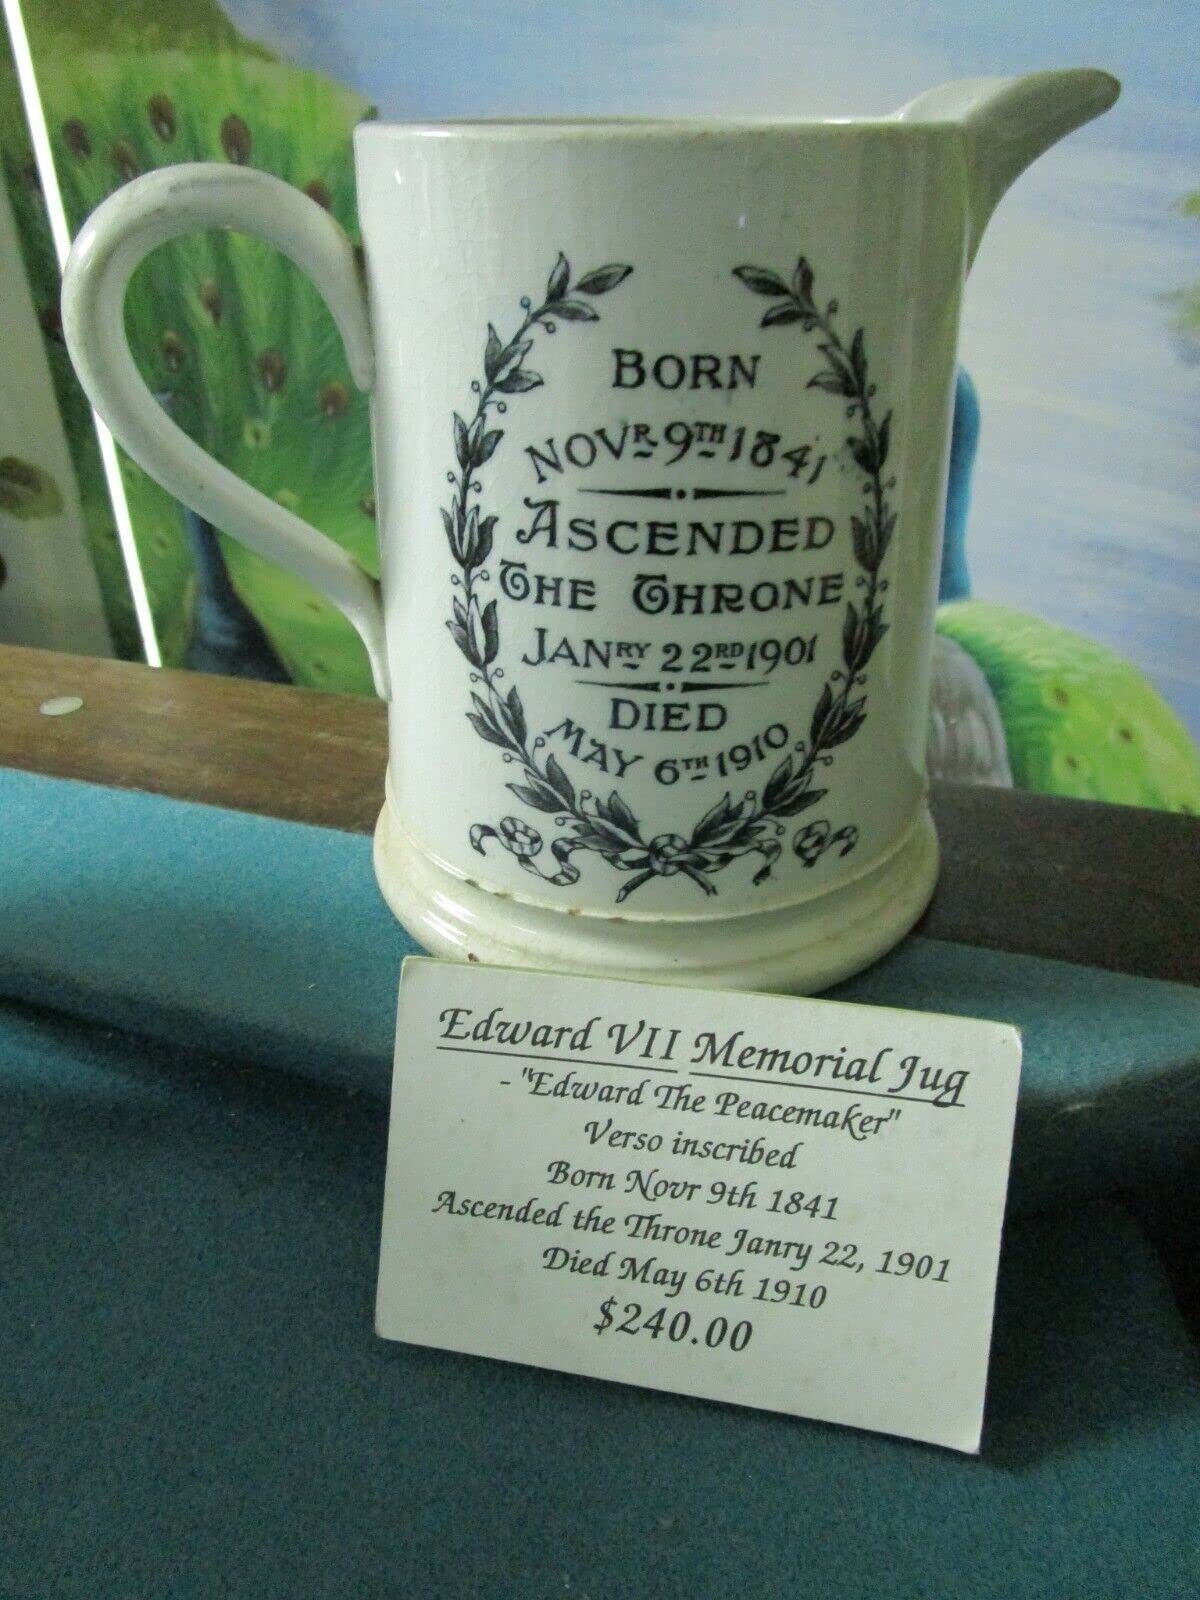 BORN
NOVR 9TH 1841
ASCENDED
THE THRONE
JANRY 22RD 1901
DIED
MAY 6TH 1910
Edward VII Memorial Jug
- "Edward The Peacemaker"
Verso inscribed
Born Novr 9th 1841
Ascended the Throne Janry 22, 1901
Died May 6th 1910
$240.00